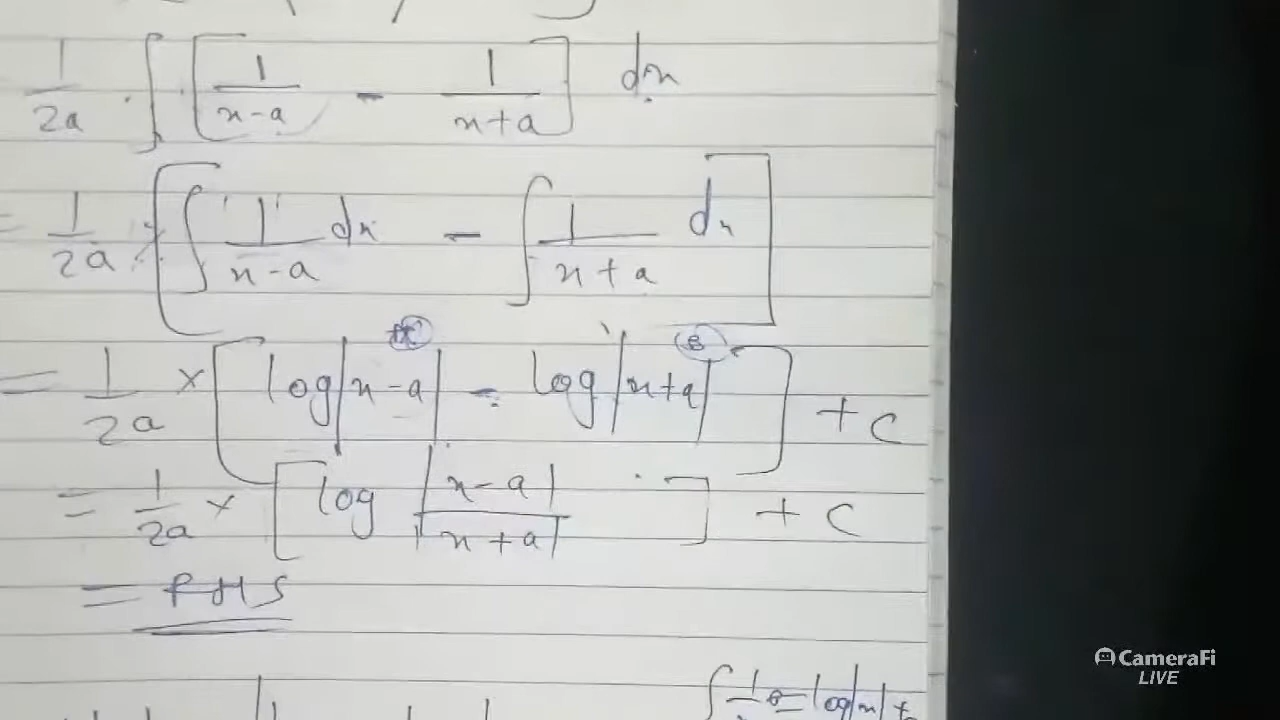 1/2a . ∫ [ 1/(x-a) - 1/(x+a) ] dx
= 1/2a . [ ∫ 1/(x-a) dx - ∫ 1/(x+a) dx ]
= 1/2a × [ log|x-a| - log|x+a| ] + c
= 1/2a × [ log |x-a|/|x+a| ] + c
= RHS
CameraFi
LIVE